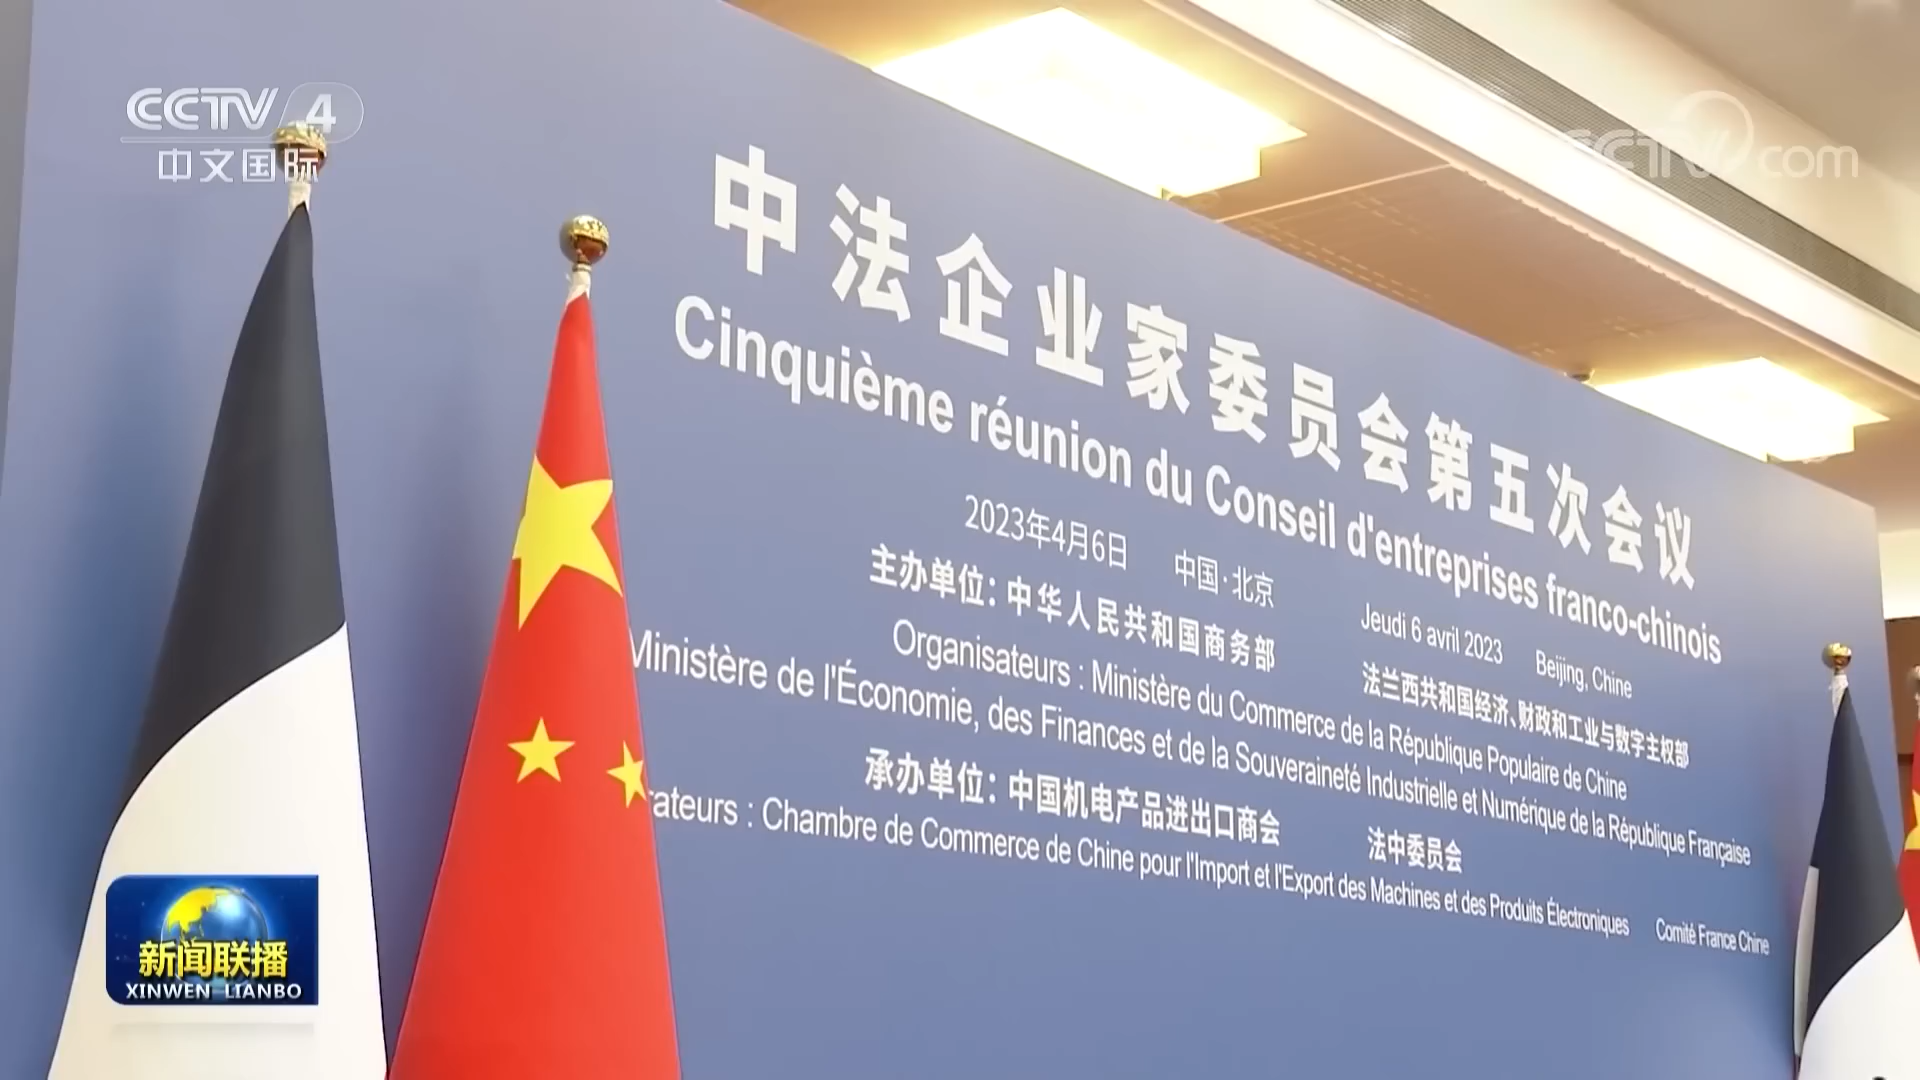 CCTV 4
中文国际
CCTV.com
中法企业家委员会第五次会议
Cinquième réunion du Conseil d'entreprises franco-chinois
2023年4月6日 中国·北京 Jeudi 6 avril 2023 Beijing, Chine
主办单位：中华人民共和国商务部 法兰西共和国经济、财政和工业与数字主权部
Organisateurs : Ministère du Commerce de la République Populaire de Chine
Ministère de l'Économie, des Finances et de la Souveraineté Industrielle et Numérique de la République Française
承办单位：中国机电产品进出口商会 法中委员会
rateurs : Chambre de Commerce de Chine pour l'Import et l'Export des Machines et des Produits Électroniques Comité France Chine
新闻联播
XINWEN LIANBO